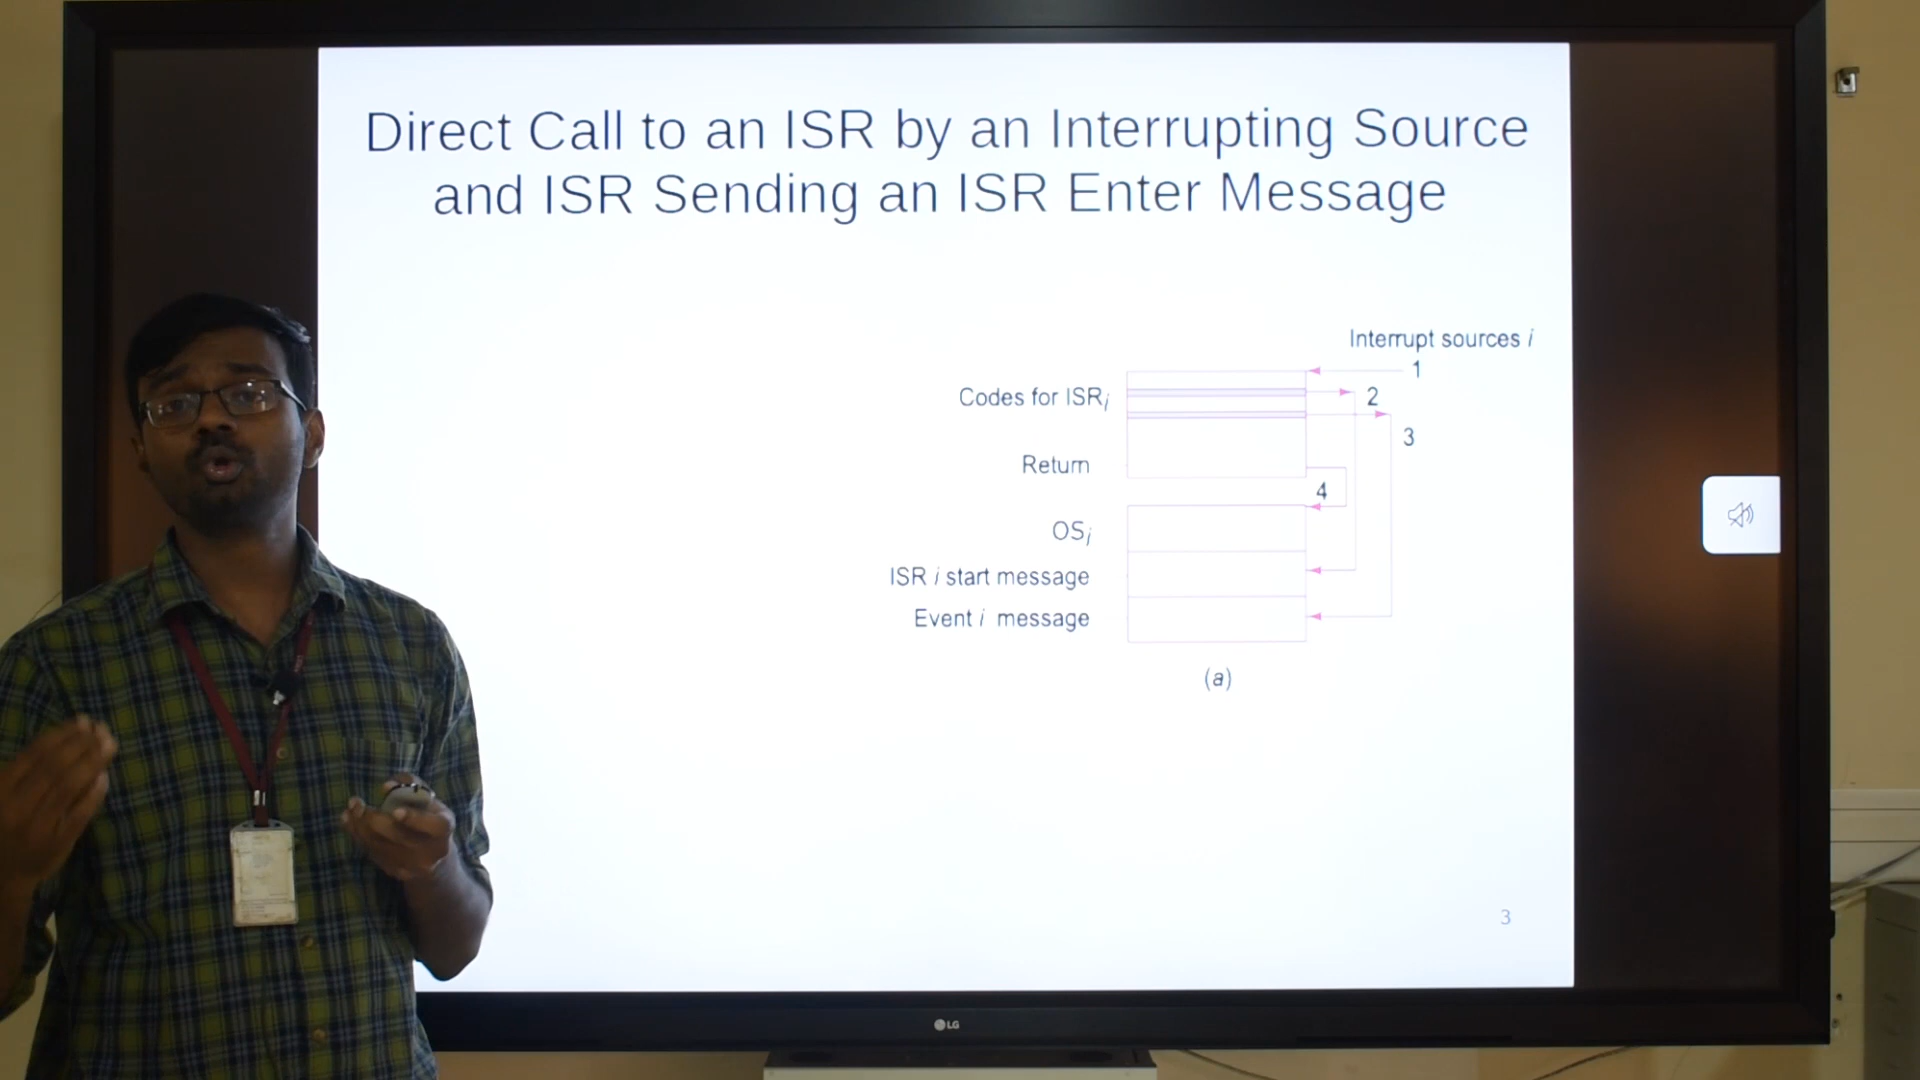 Direct Call to an ISR by an Interrupting Source
and ISR Sending an ISR Enter Message
Interrupt sources i
1
Codes for ISRi
2
3
Return
4
OSi
ISR i start message
Event i message
(a)
3
LG